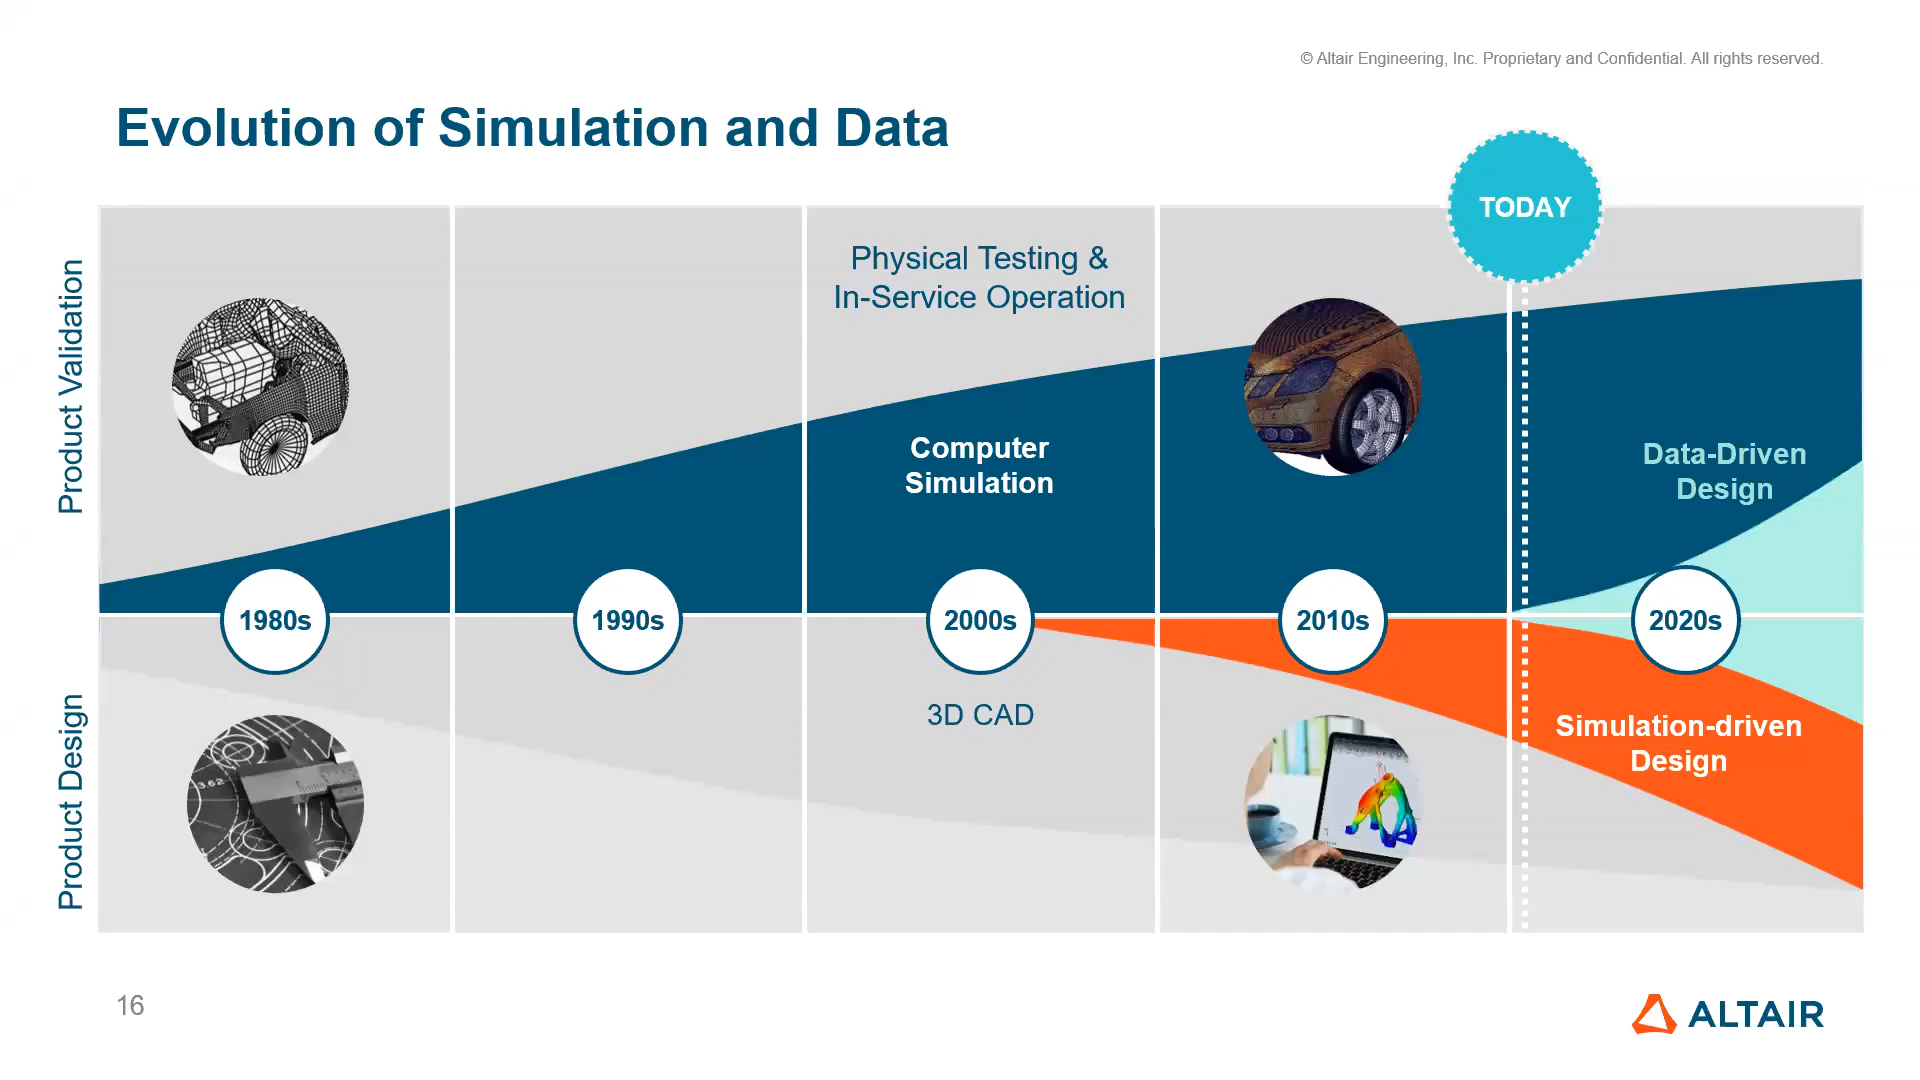 © Altair Engineering, Inc. Proprietary and Confidential. All rights reserved.
Evolution of Simulation and Data
TODAY
Product Validation
Physical Testing &
In-Service Operation
Computer
Simulation
Data-Driven
Design
1980s
1990s
2000s
2010s
2020s
Product Design
3D CAD
Simulation-driven
Design
3.62
16
ALTAIR